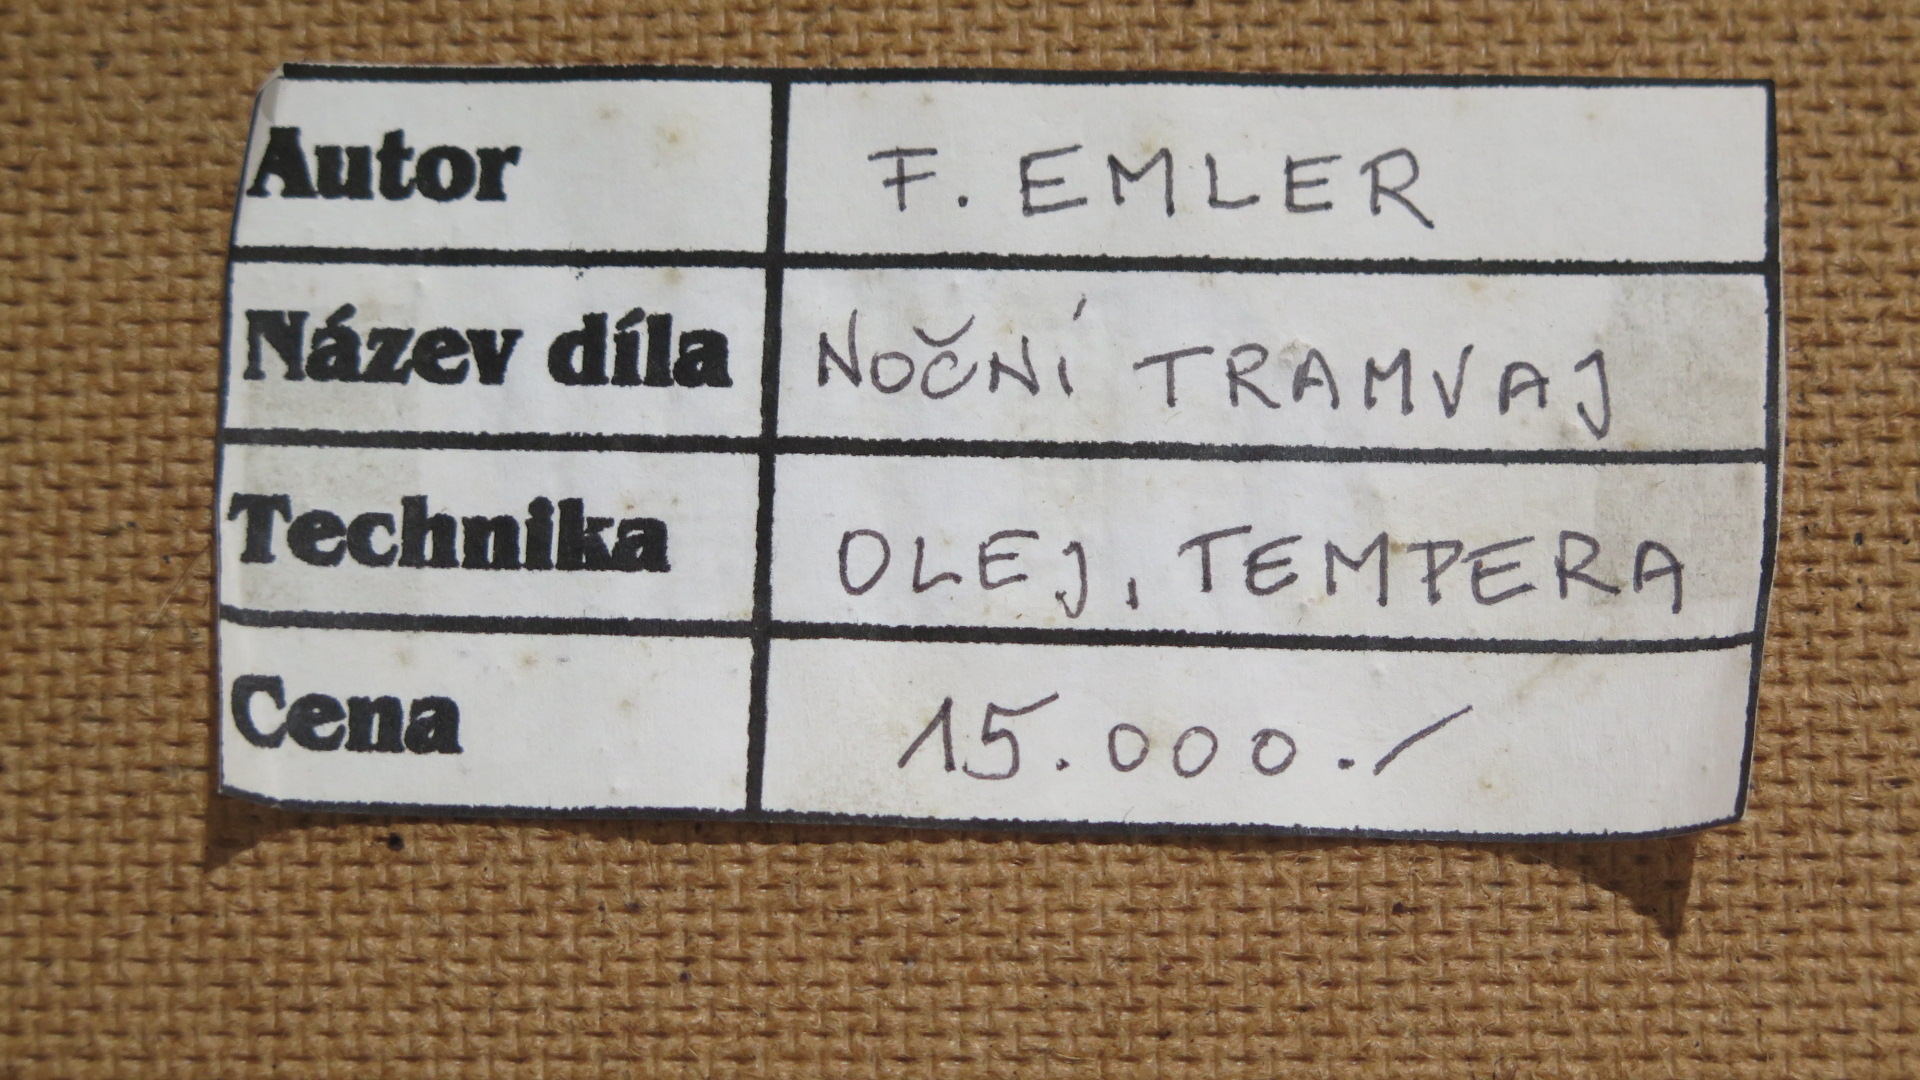 Autor F. EMLER
Název díla NOČNÍ TRAMVAJ
Technika OLEJ, TEMPERA
Cena 15.000.-